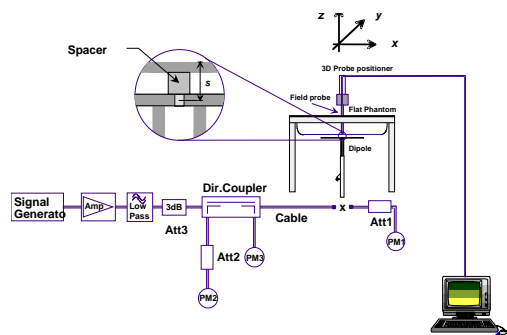 z
y
x
Spacer
s
3D Probe positioner
Field probe
Flat Phantom
Dipole
Signal
Generato
Amp
Low
Pass
3dB
Att3
Dir.Coupler
Cable
x
Att1
PM1
Att2
PM3
PM2